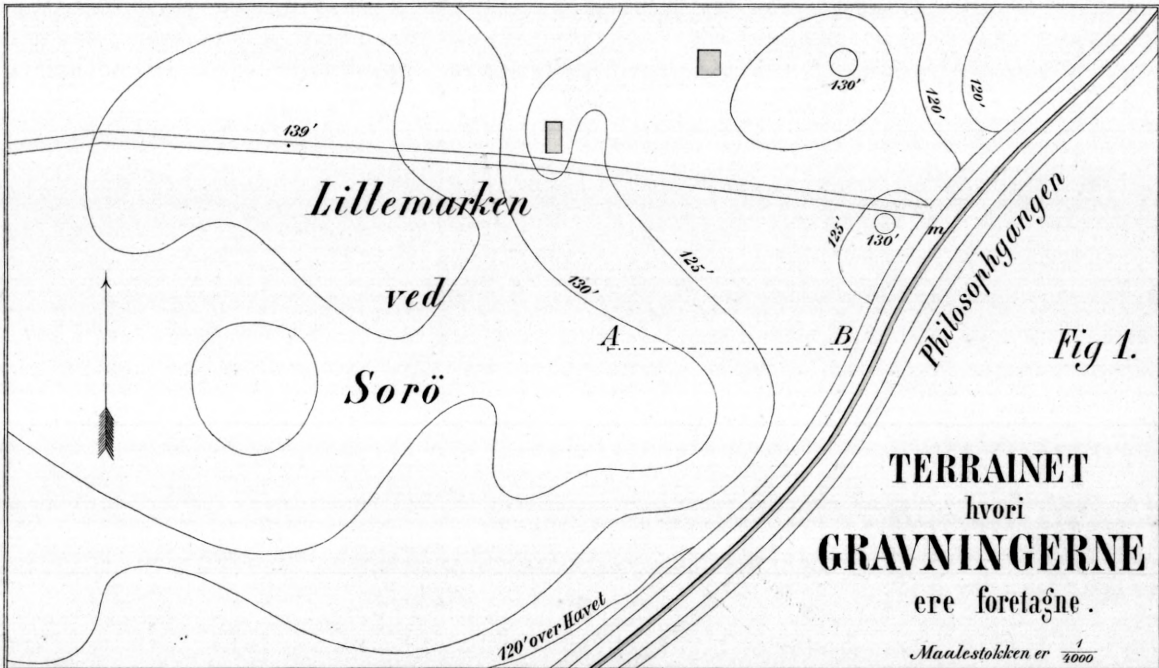 130'
120'
120'
139'
Lillemarken
125'
130'
m
125'
130'
ved
Philosophgangen
A
B
Fig 1.
Sorö
TERRAINET
hvori
GRAVNINGERNE
ere foretagne.
120' over Havet
Maalestokken er 1/4000